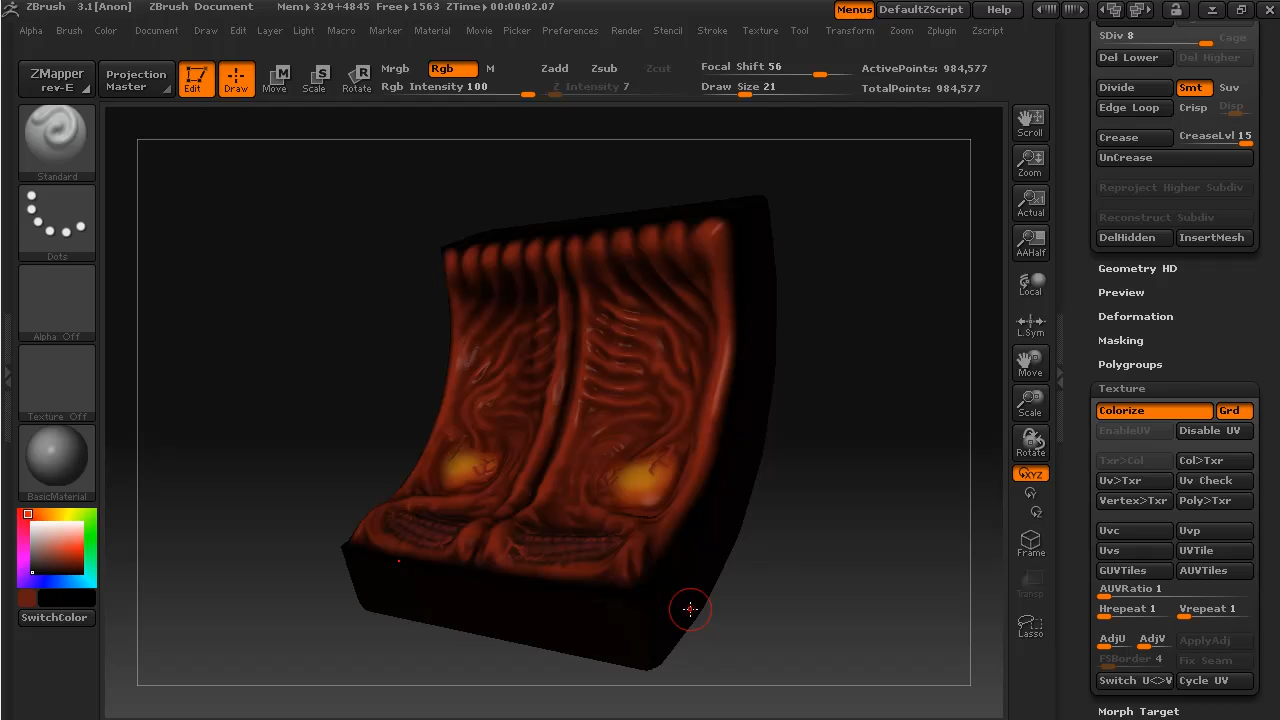 ZBrush 3.1[Anon] ZBrush Document Mem▸329+4845 Free▸1563 ZTime▸00:00:02.07 Menus DefaultZScript Help
Alpha Brush Color Document Draw Edit Layer Light Macro Marker Material Movie Picker Preferences Render Stencil Stroke Texture Tool Transform Zoom Zplugin Zscript
ZMapper
rev-E
Projection
Master
Edit
Draw
Move
Scale
Rotate
Mrgb Rgb M Zadd Zsub Zcut
Rgb Intensity 100 Z Intensity 7
Focal Shift 56
Draw Size 21
ActivePoints: 984,577
TotalPoints: 984,577
Standard
Dots
Alpha Off
Texture Off
BasicMaterial
SwitchColor
Scroll
Zoom
Actual
AAHalf
Local
L.Sym
Move
Scale
Rotate
XYZ
Y
Z
Frame
Transp
Lasso
SDiv 8 Cage
Del Lower Del Higher
Divide Smt Suv
Edge Loop Crisp Disp
Crease CreaseLvl 15
UnCrease
Reproject Higher Subdiv
Reconstruct Subdiv
DelHidden InsertMesh
Geometry HD
Preview
Deformation
Masking
Polygroups
Texture
Colorize Grd
EnableUV Disable UV
Txr>Col Col>Txr
Uv>Txr Uv Check
Vertex>Txr Poly>Txr
Uvc Uvp
Uvs UVTile
GUVTiles AUVTiles
AUVRatio 1
Hrepeat 1 Vrepeat 1
AdjU AdjV ApplyAdj
FSBorder 4 Fix Seam
Switch U<>V Cycle UV
Morph Target